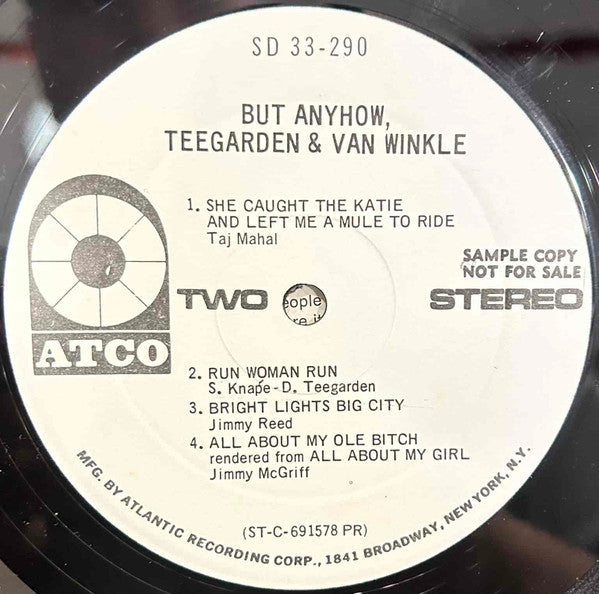 SD 33-290
BUT ANYHOW,
TEEGARDEN & VAN WINKLE
1. SHE CAUGHT THE KATIE
AND LEFT ME A MULE TO RIDE
Taj Mahal
SAMPLE COPY
NOT FOR SALE
TWO
eople
re it
STEREO
ATCO
2. RUN WOMAN RUN
S. Knape-D. Teegarden
3. BRIGHT LIGHTS BIG CITY
Jimmy Reed
4. ALL ABOUT MY OLE BITCH
rendered from ALL ABOUT MY GIRL
Jimmy McGriff
(ST-C-691578 PR)
MFG. BY ATLANTIC RECORDING CORP., 1841 BROADWAY, NEW YORK, N.Y.